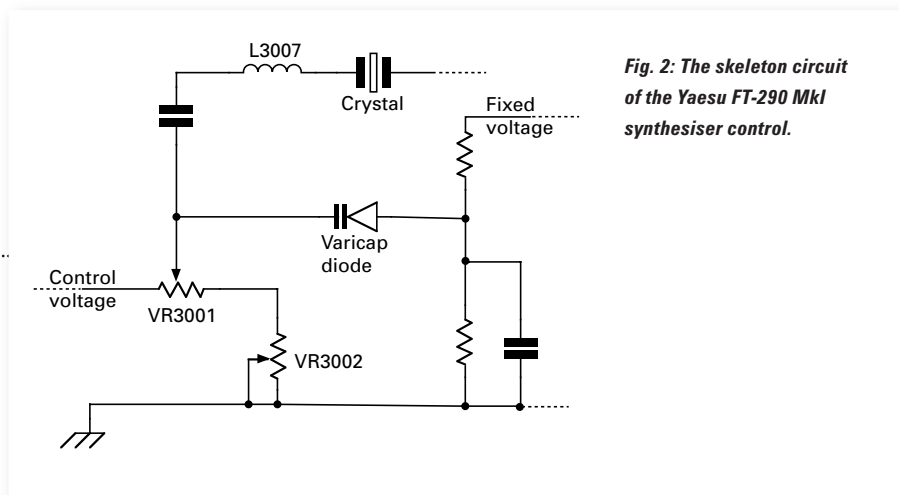 L3007
Crystal
Fixed
voltage
Varicap
diode
Control
voltage
VR3001
VR3002
Fig. 2: The skeleton circuit
of the Yaesu FT-290 MkI
synthesiser control.